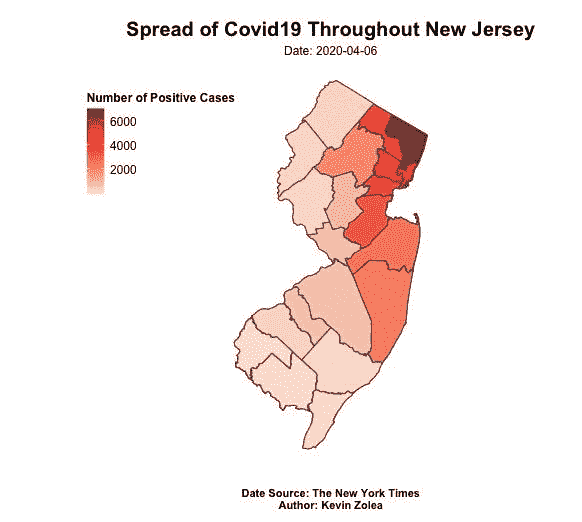 Spread of Covid19 Throughout New Jersey
Date: 2020-04-06
Number of Positive Cases
6000
4000
2000
Date Source: The New York Times
Author: Kevin Zolea